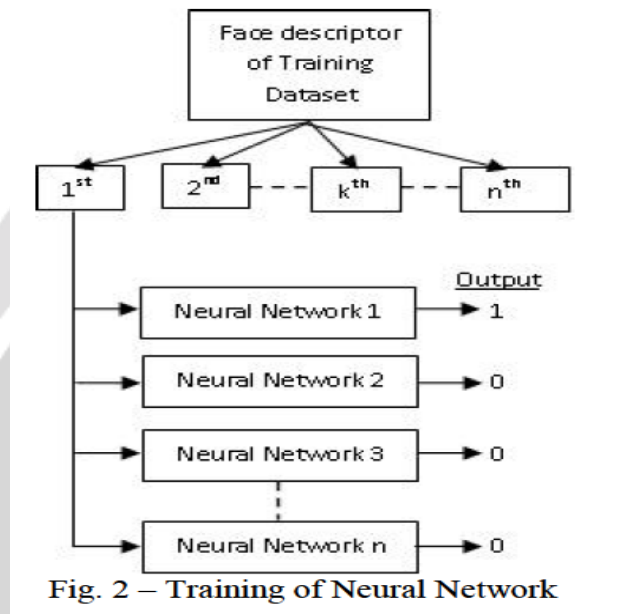 Face descriptor
of Training
Dataset
1st 2nd kth nth
Output
Neural Network 1 1
Neural Network 2 0
Neural Network 3 0
Neural Network n 0
Fig. 2 – Training of Neural Network